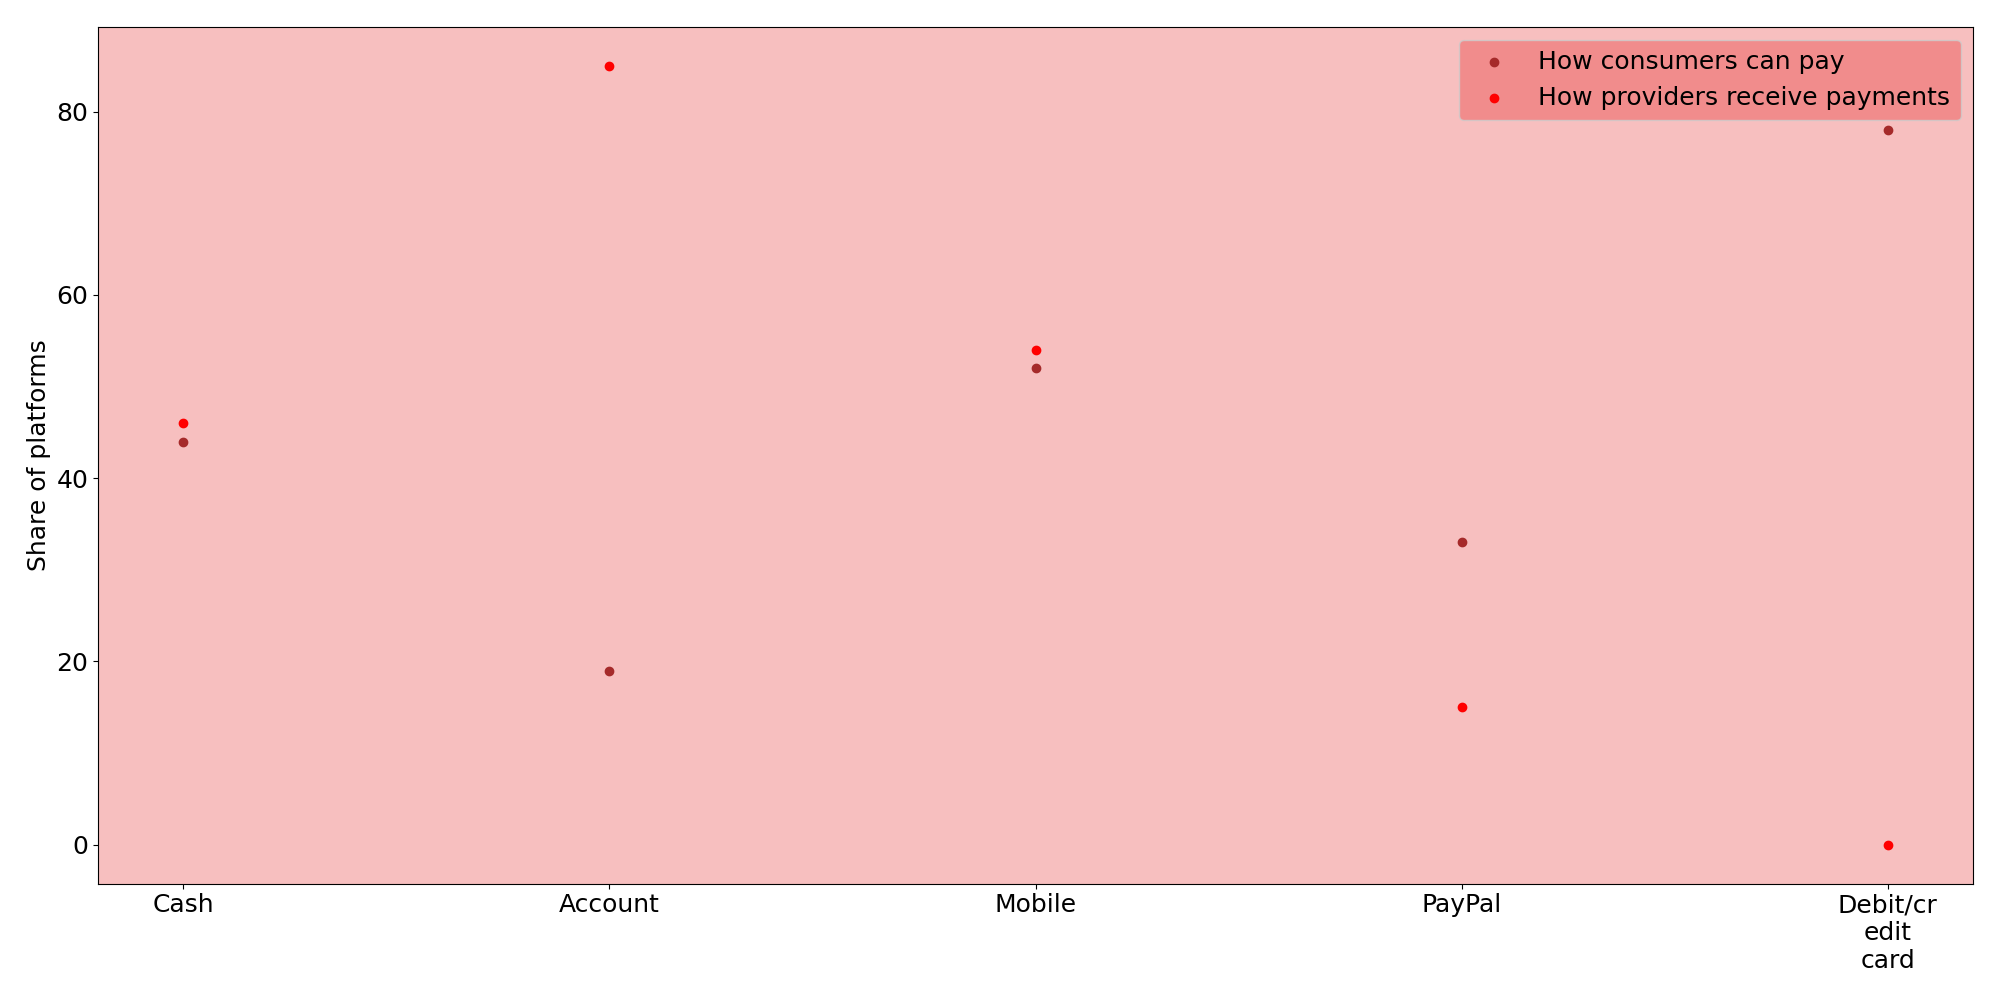 How consumers can pay
How providers receive payments
Share of platforms
80
60
40
20
0
Cash
Account
Mobile
PayPal
Debit/cr
edit
card